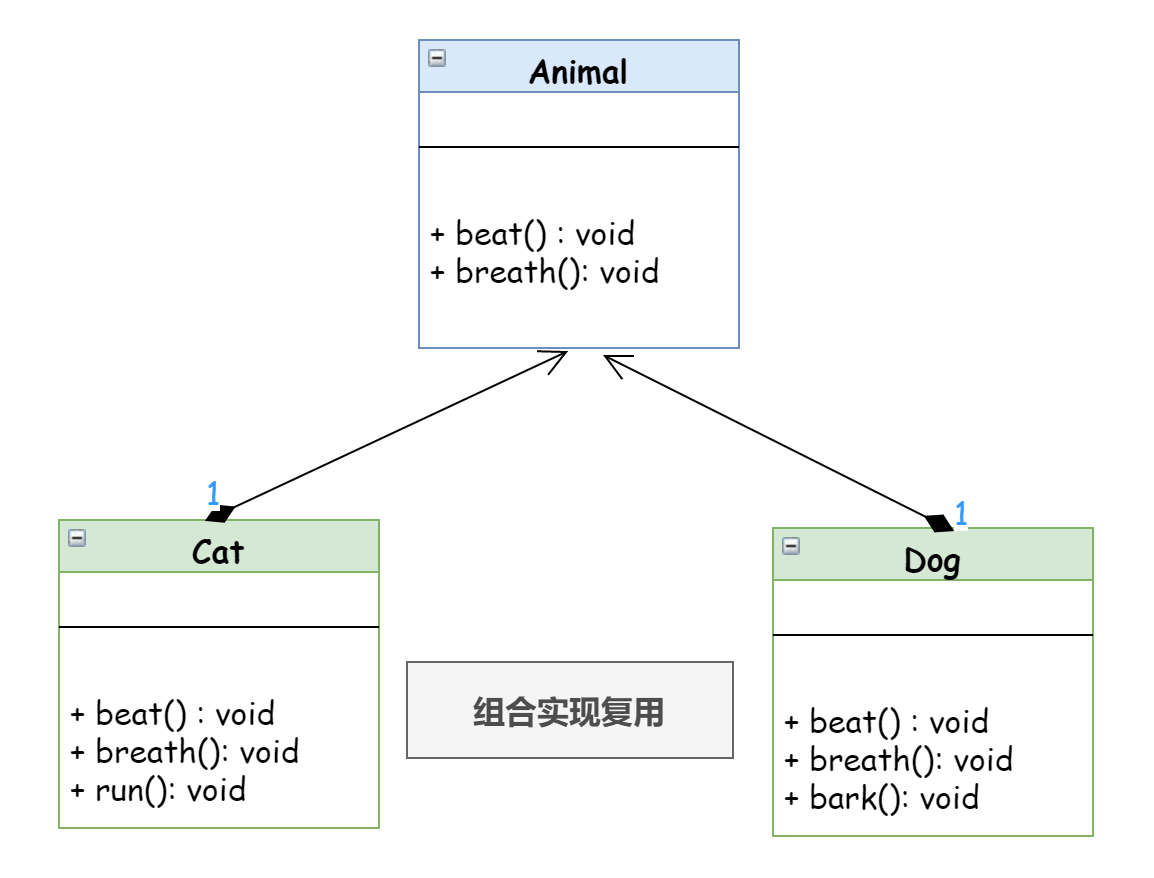 Animal
+ beat() : void
+ breath(): void
1
1
Cat
Dog
+ beat() : void
+ breath(): void
+ run(): void
组合实现复用
+ beat() : void
+ breath(): void
+ bark(): void